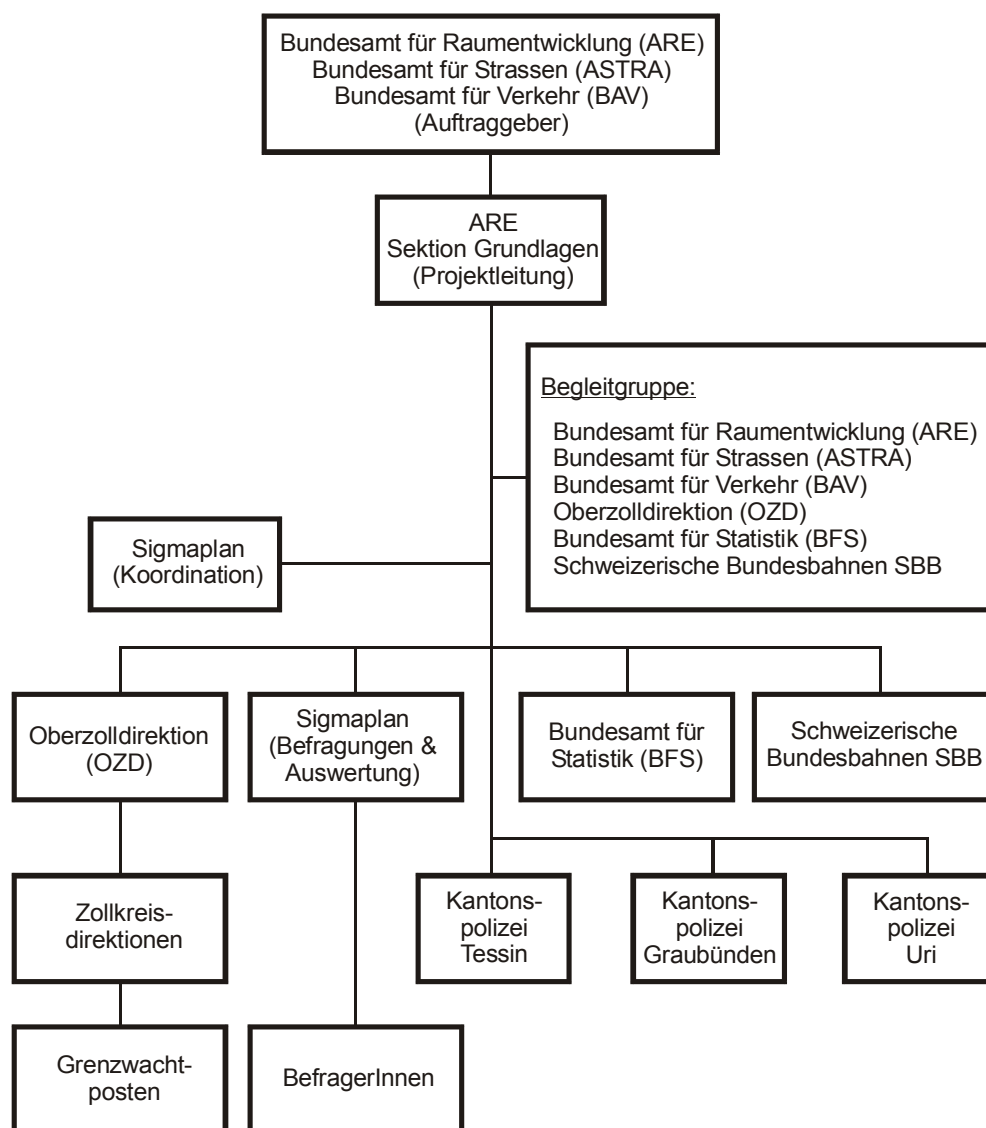 Bundesamt für Raumentwicklung (ARE)
Bundesamt für Strassen (ASTRA)
Bundesamt für Verkehr (BAV)
(Auftraggeber)
ARE
Sektion Grundlagen
(Projektleitung)
Begleitgruppe:
Bundesamt für Raumentwicklung (ARE)
Bundesamt für Strassen (ASTRA)
Bundesamt für Verkehr (BAV)
Oberzolldirektion (OZD)
Bundesamt für Statistik (BFS)
Schweizerische Bundesbahnen SBB
Sigmaplan
(Koordination)
Oberzolldirektion
(OZD)
Sigmaplan
(Befragungen &
Auswertung)
Bundesamt für
Statistik (BFS)
Schweizerische
Bundesbahnen SBB
Zollkreis-
direktionen
Kantons-
polizei
Tessin
Kantons-
polizei
Graubünden
Kantons-
polizei
Uri
Grenzwacht-
posten
BefragerInnen